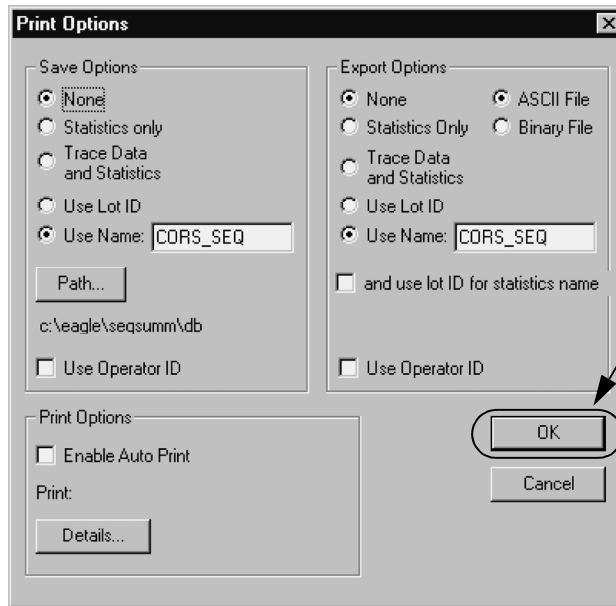 Print Options
Save Options
None
Statistics only
Trace Data
and Statistics
Use Lot ID
Use Name: CORS_SEQ
Path...
c:\eagle\seqsumm\db
Use Operator ID
Export Options
None
ASCII File
Statistics Only
Binary File
Trace Data
and Statistics
Use Lot ID
Use Name: CORS_SEQ
and use lot ID for statistics name
Use Operator ID
Print Options
Enable Auto Print
Print:
Details...
OK
Cancel